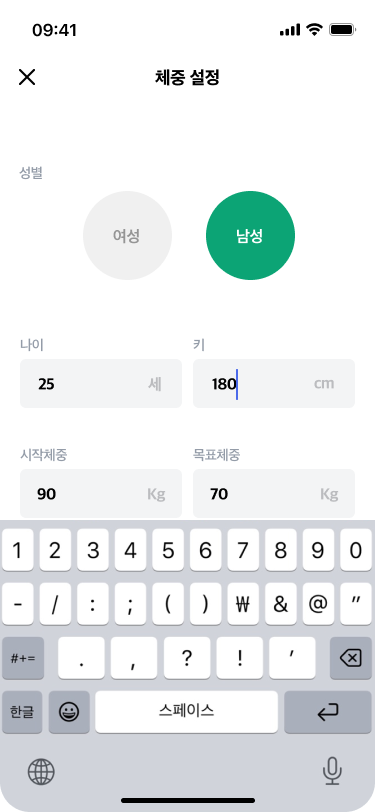 09:41
체중 설정
성별
여성 남성
나이 키
25 세 180 cm
시작체중 목표체중
90 Kg 70 Kg
1 2 3 4 5 6 7 8 9 0
- / : ; ( ) ₩ & @ ”
#+= . , ? ! ’
한글 스페이스